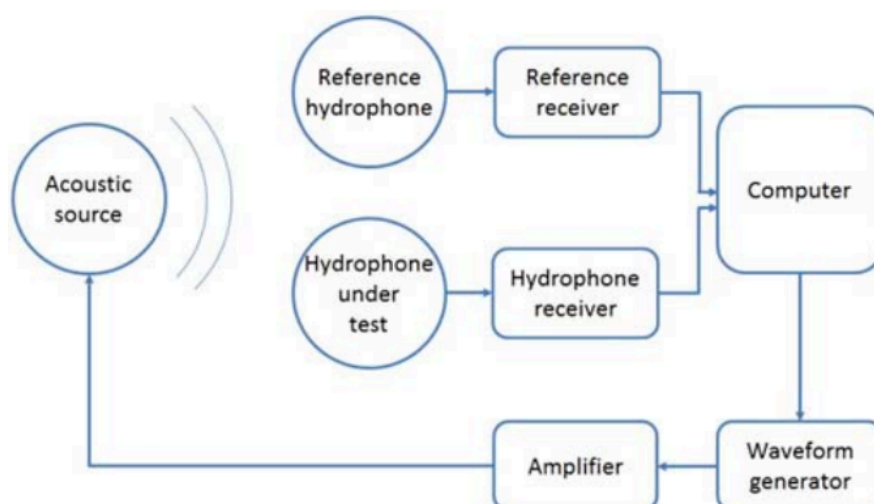 Reference
hydrophone
Reference
receiver
Acoustic
source
Computer
Hydrophone
under
test
Hydrophone
receiver
Amplifier
Waveform
generator